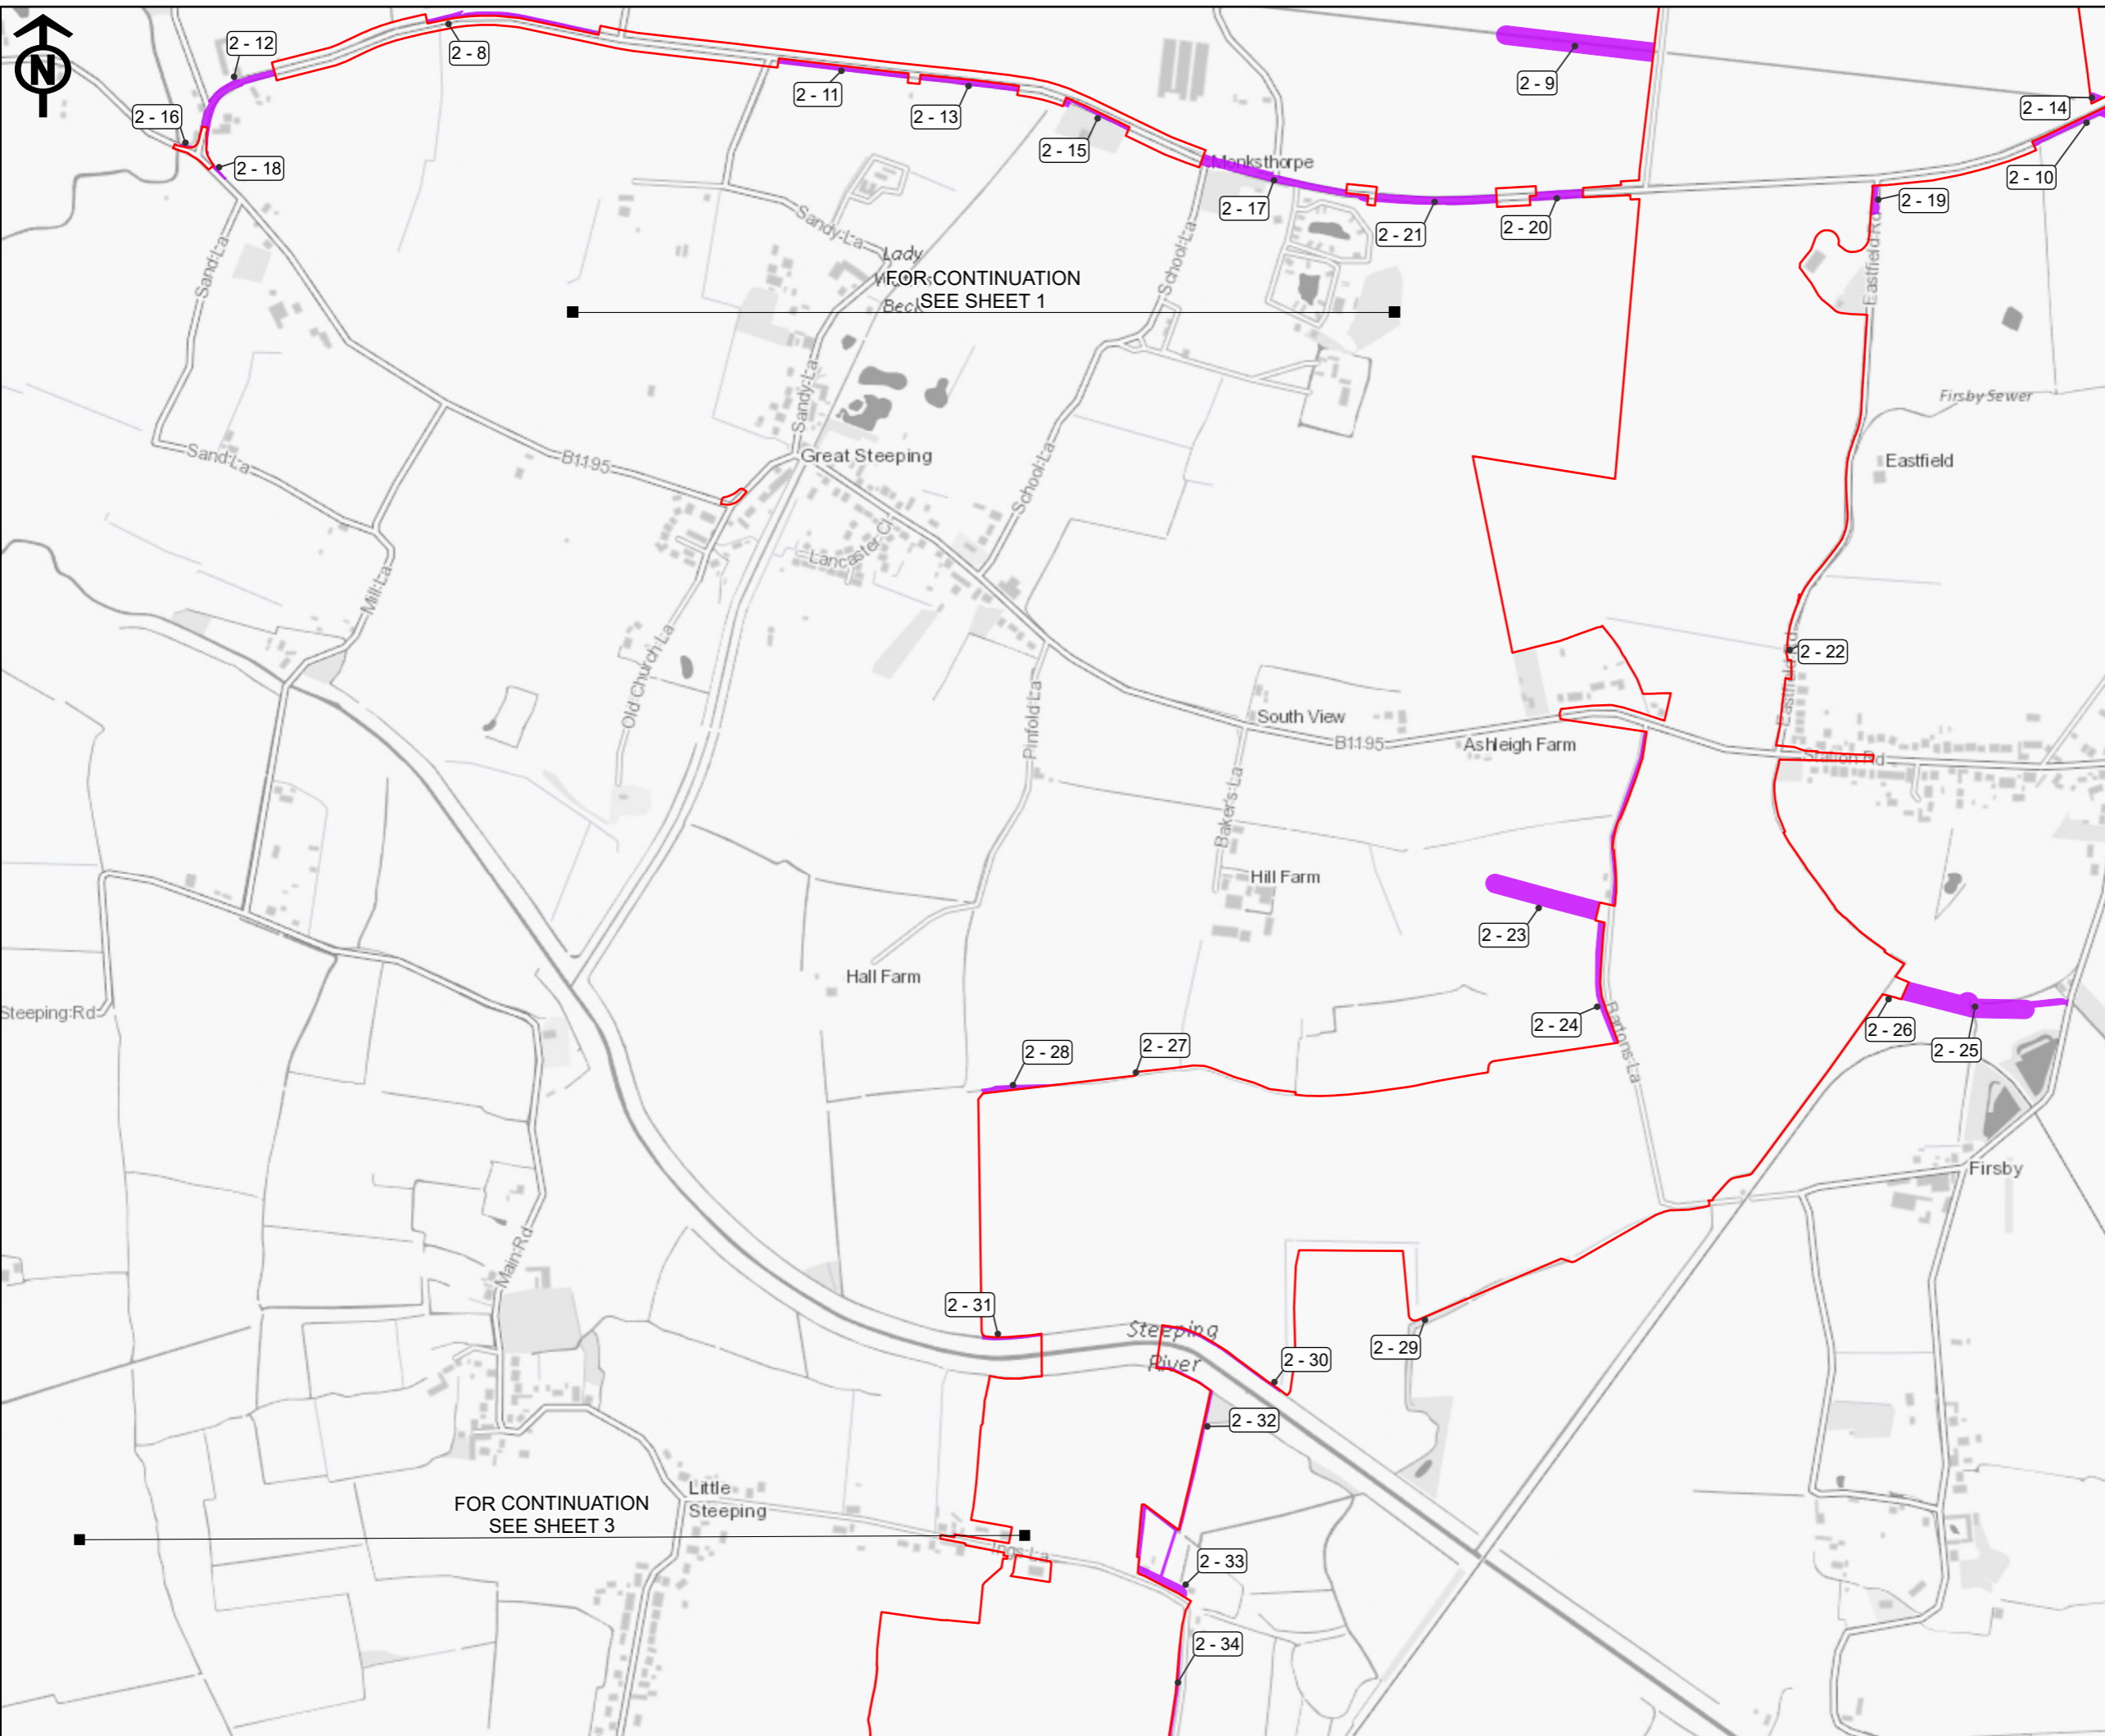 N
2 - 12
2 - 8
2 - 11
2 - 13
2 - 9
2 - 14
2 - 16
2 - 15
2 - 18
Monksthorpe
2 - 10
2 - 17
2 - 21
2 - 20
2 - 19
Sandy La
Sand La
School La
Eastfield Rd
Lady
FOR CONTINUATION
SEE SHEET 1
Beck
Firsby Sewer
Sandy La
Great Steeping
B1195
Sand La
School La
Eastfield
Lancaster Cl
Mill La
Old Church La
2 - 22
Eastfield Rd
Pinfold La
South View
B1195
Ashleigh Farm
Station Rd
Baker's La
Hill Farm
2 - 23
Hall Farm
Steeping Rd
2 - 24
Bartons La
2 - 26
2 - 25
2 - 28
2 - 27
Firsby
Main Rd
2 - 31
Steeping
River
2 - 30
2 - 29
2 - 32
Little
Steeping
FOR CONTINUATION
SEE SHEET 3
Ings La
2 - 33
2 - 34